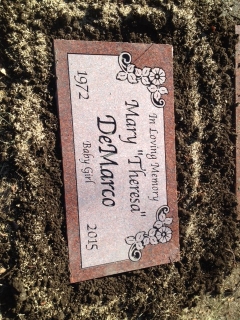 In Loving Memory
Mary "Theresa"
DeMarco
Baby Girl
1972 2015